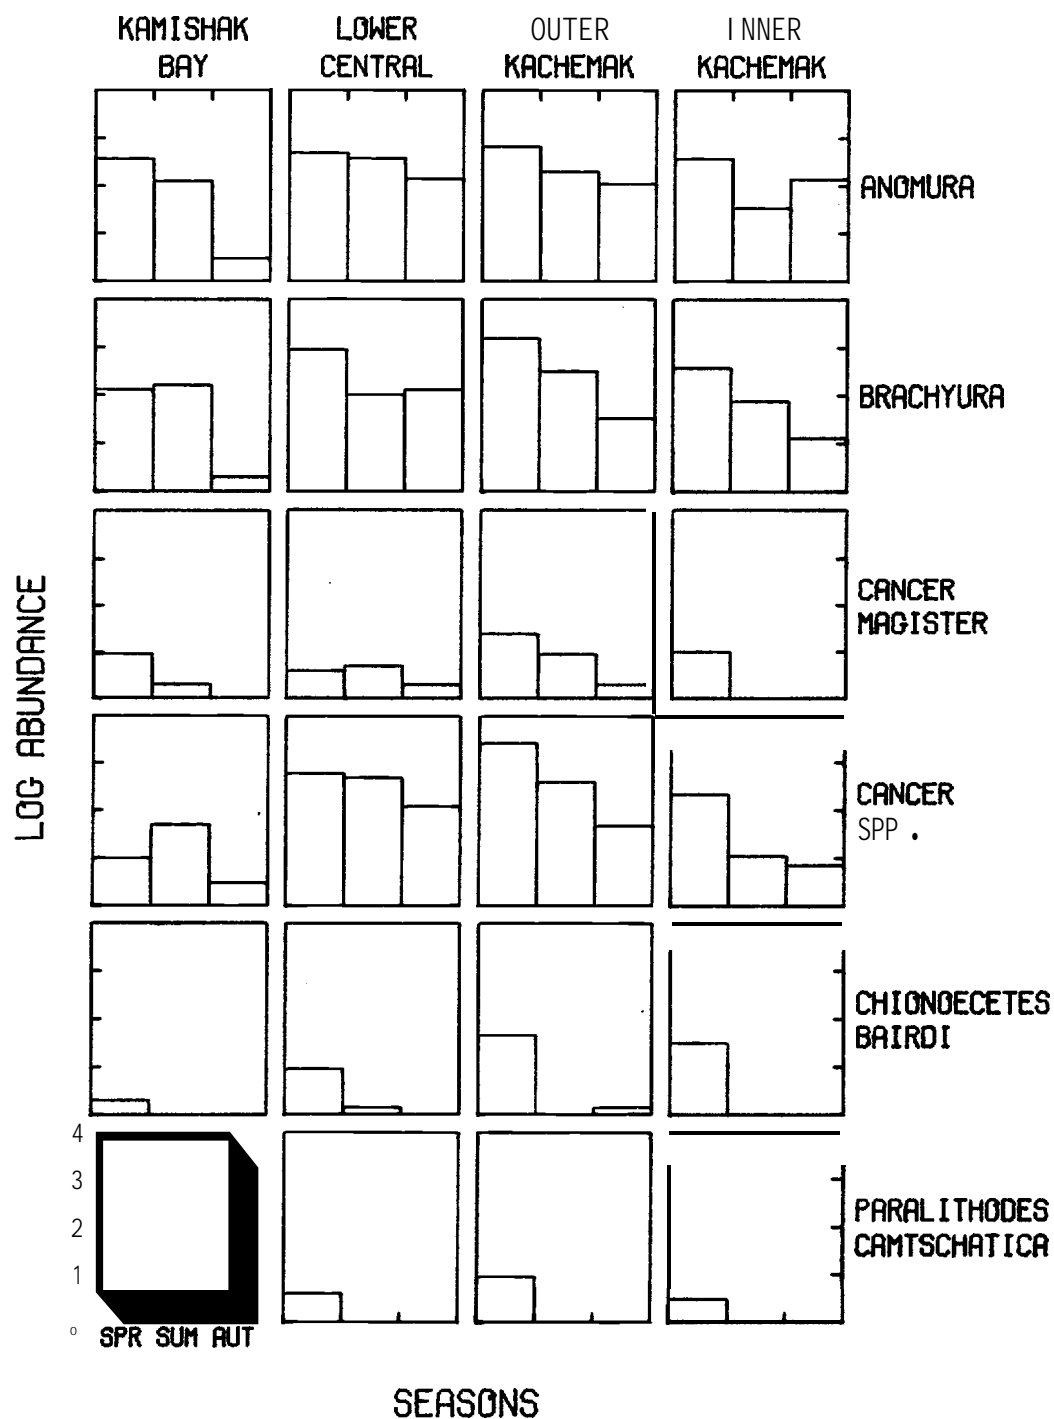 KAMISHAK BAY
LOWER CENTRAL
OUTER KACHEMAK
INNER KACHEMAK
ANOMURA
BRACHYURA
CANCER
MAGISTER
CANCER
SPP.
CHIONOECETES
BAIRDI
PARALITHODES
CAMTSCHATICA
LOG ABUNDANCE
4
3
2
1
0
SPR SUM AUT
SEASONS